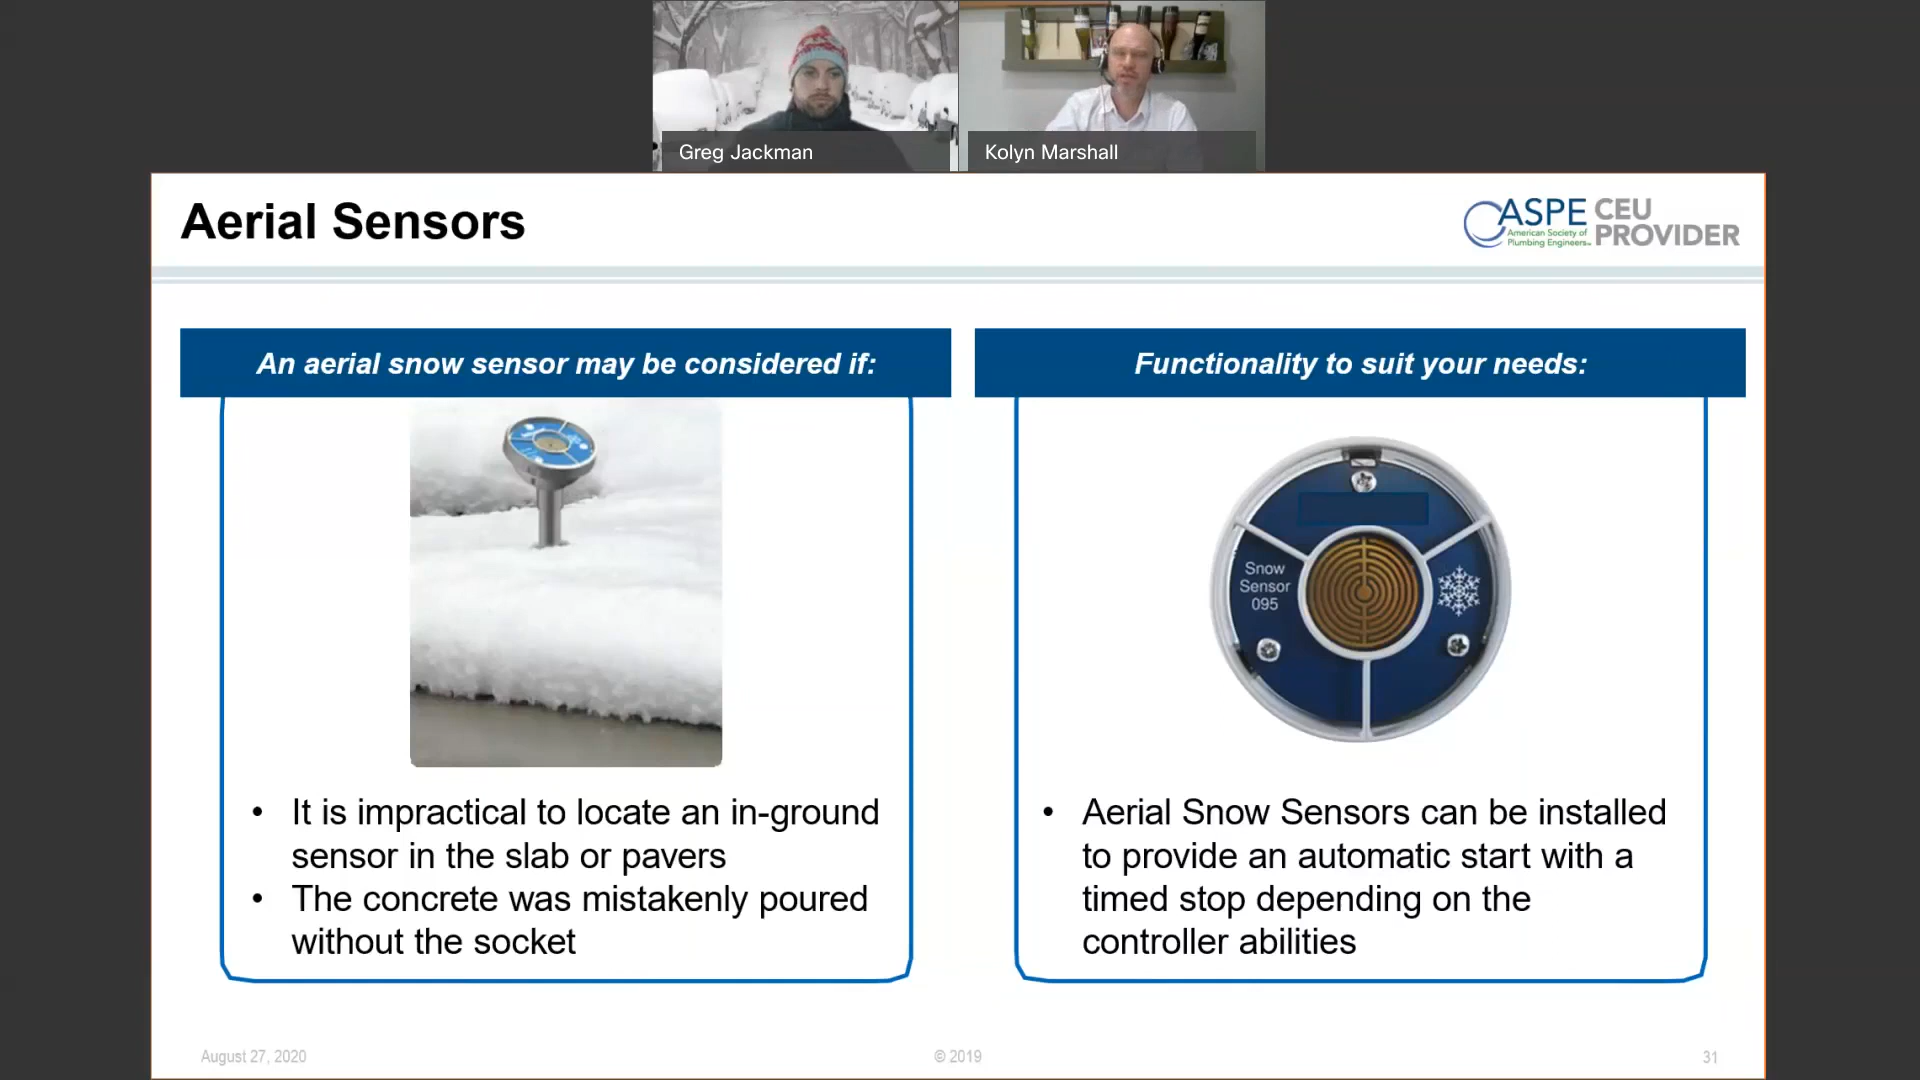 Greg Jackman
Kolyn Marshall
Aerial Sensors
ASPE
American Society of
Plumbing Engineers
CEU
PROVIDER
An aerial snow sensor may be considered if:
• It is impractical to locate an in-ground
sensor in the slab or pavers
• The concrete was mistakenly poured
without the socket
Functionality to suit your needs:
Snow
Sensor
095
• Aerial Snow Sensors can be installed
to provide an automatic start with a
timed stop depending on the
controller abilities
August 27, 2020
© 2019
31